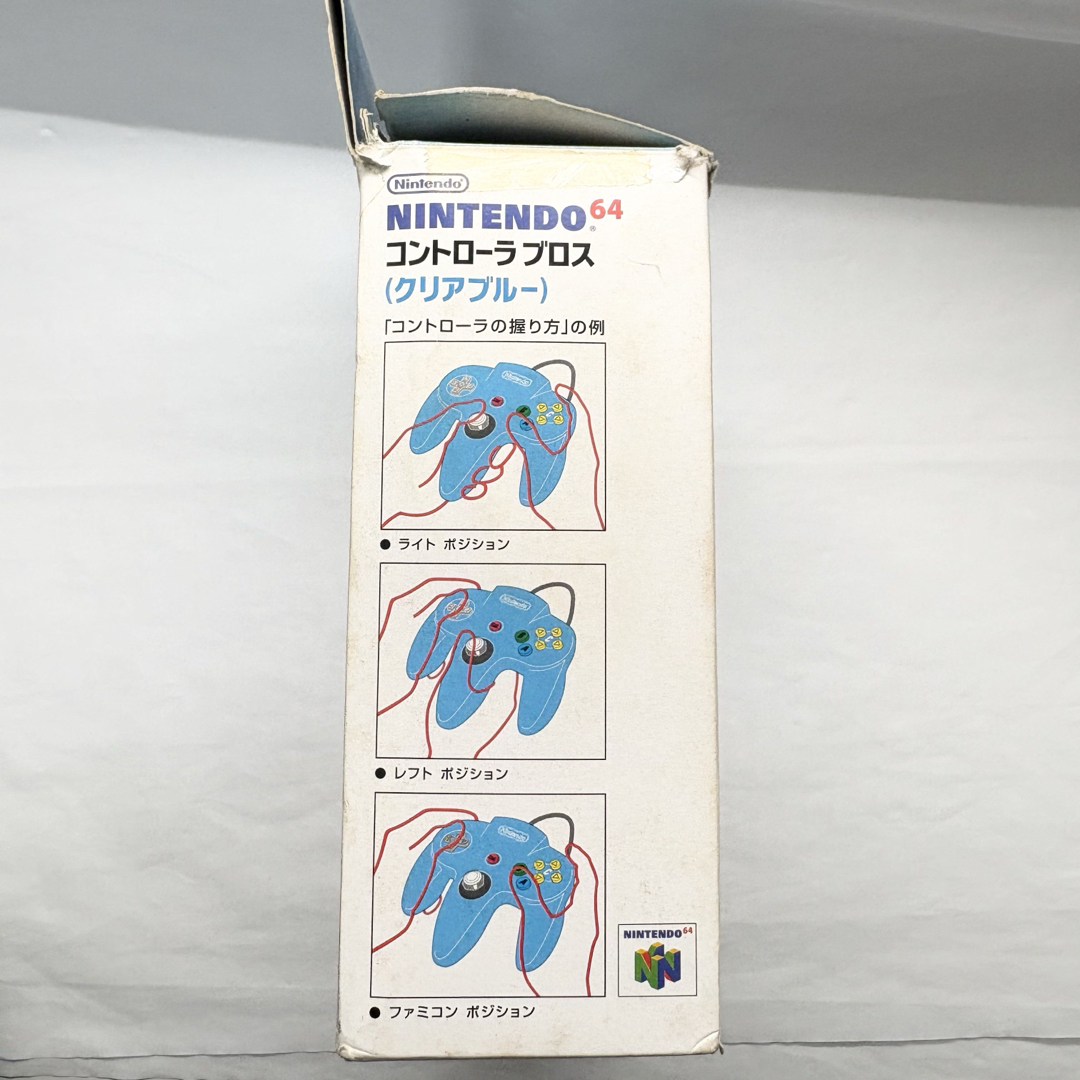 Nintendo®
NINTENDO64®
コントローラ ブロス
(クリアブルー)
「コントローラの握り方」の例
Nintendo
● ライト ポジション
Nintendo
● レフト ポジション
Nintendo
● ファミコン ポジション
NINTENDO64